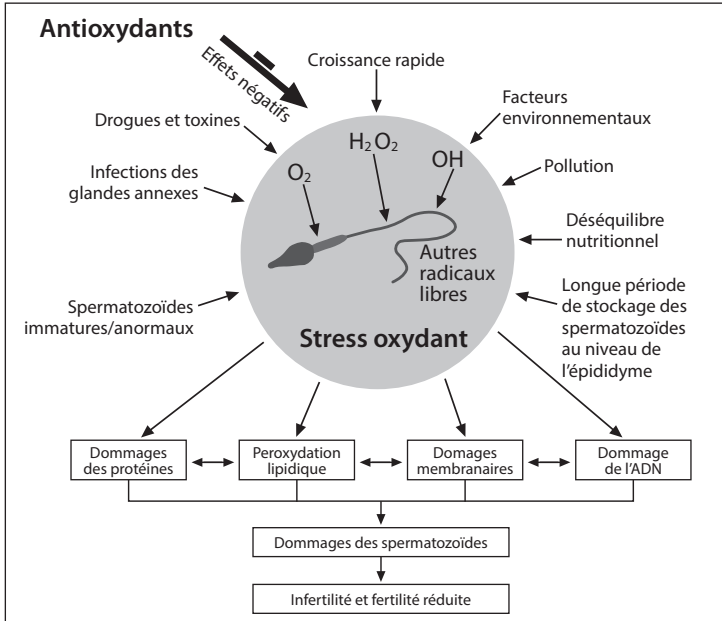 Antioxydants
Effets négatifs
Croissance rapide
Drogues et toxines
Facteurs
environnementaux
Infections des
glandes annexes
Pollution
O₂
H₂O₂
OH
Autres
radicaux
libres
Déséquilibre
nutritionnel
Spermatozoïdes
immatures/anormaux
Longue période
de stockage des
spermatozoïdes
au niveau de
l'épididyme
Stress oxydant
Dommages
des protéines
Peroxydation
lipidique
Domages
membranaires
Dommage
de l'ADN
Dommages des spermatozoïdes
Infertilité et fertilité réduite